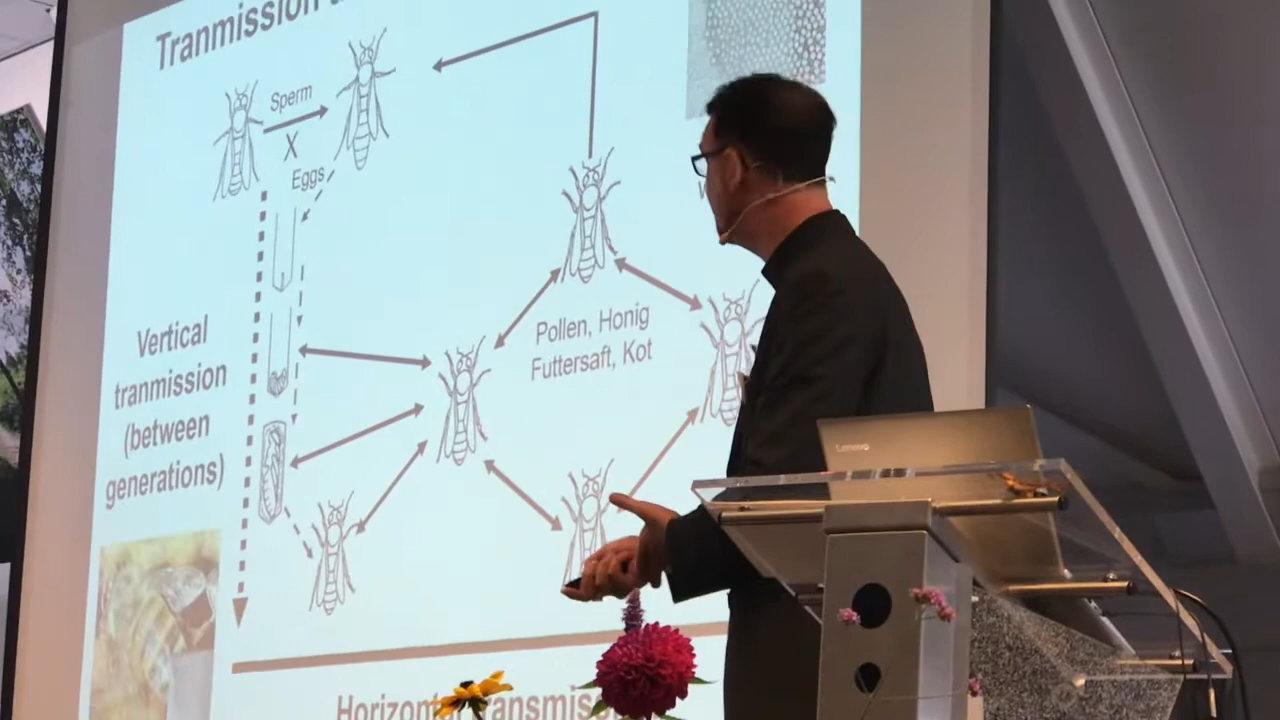 Tranmission
Sperm
X
Eggs
Vertical
tranmission
(between
generations)
Pollen, Honig
Futtersaft, Kot
Lenovo